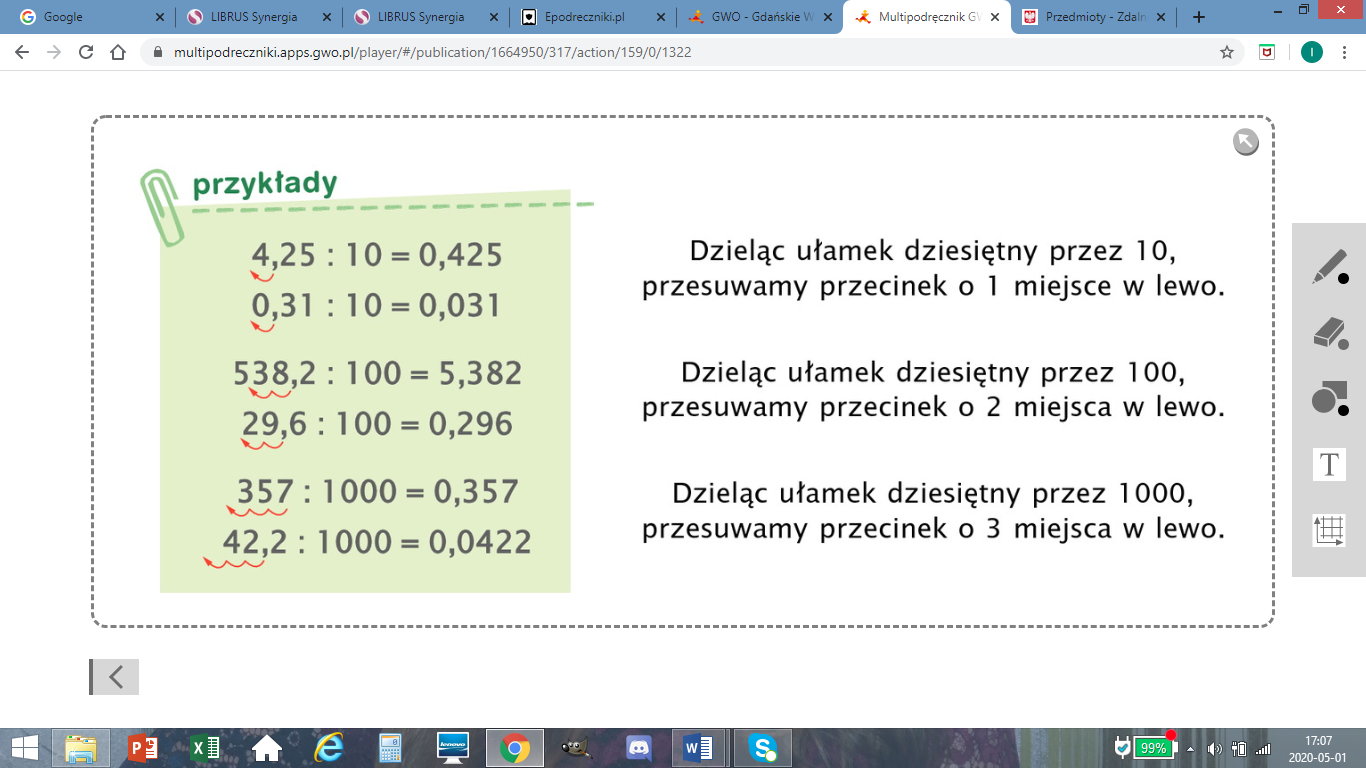 Google
LIBRUS Synergia
LIBRUS Synergia
Epodreczniki.pl
GWO - Gdańskie W
Multipodręcznik GW
Przedmioty - Zdaln
multipodreczniki.apps.gwo.pl/player/#/publication/1664950/317/action/159/0/1322
I
przykłady
4,25 : 10 = 0,425
0,31 : 10 = 0,031
538,2 : 100 = 5,382
29,6 : 100 = 0,296
357 : 1000 = 0,357
42,2 : 1000 = 0,0422
Dzieląc ułamek dziesiętny przez 10,
przesuwamy przecinek o 1 miejsce w lewo.
Dzieląc ułamek dziesiętny przez 100,
przesuwamy przecinek o 2 miejsca w lewo.
Dzieląc ułamek dziesiętny przez 1000,
przesuwamy przecinek o 3 miejsca w lewo.
T
lenovo
99%
17:07
2020-05-01